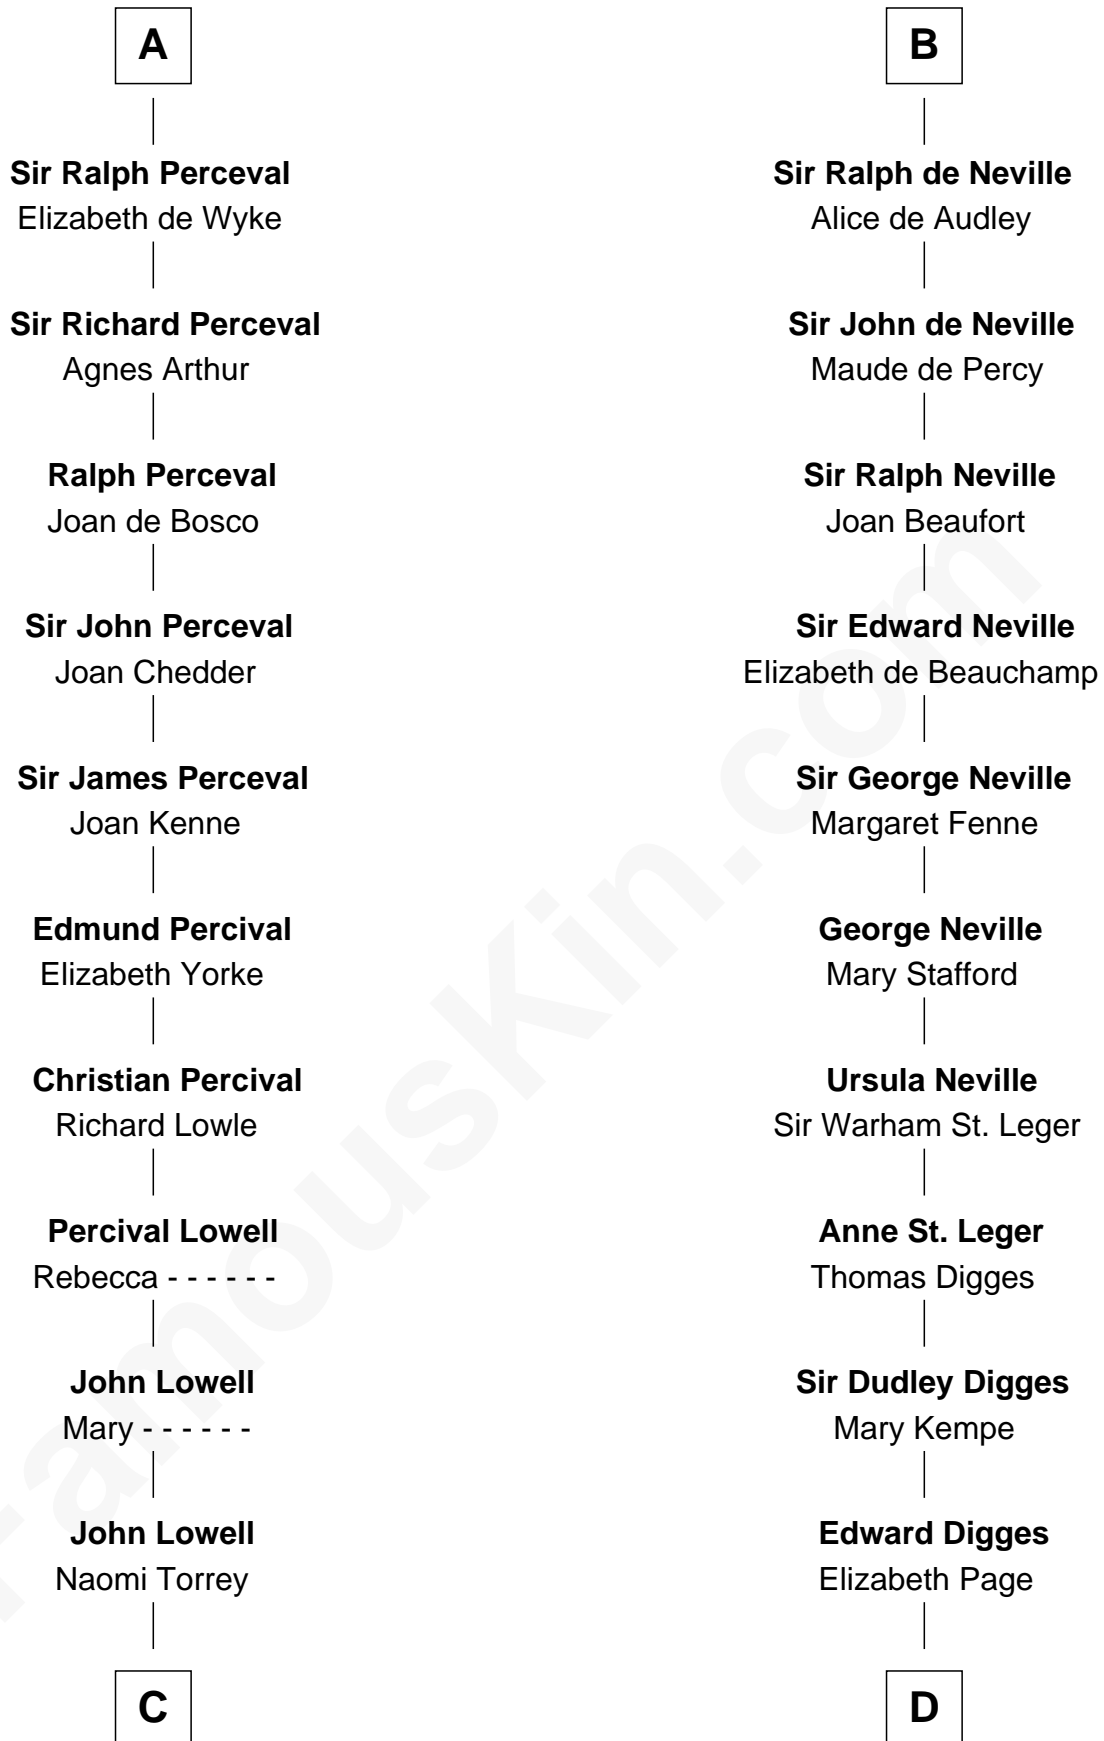 A
Sir Ralph Perceval
Elizabeth de Wyke
Sir Richard Perceval
Agnes Arthur
Ralph Perceval
Joan de Bosco
Sir John Perceval
Joan Chedder
Sir James Perceval
Joan Kenne
Edmund Percival
Elizabeth Yorke
Christian Percival
Richard Lowle
Percival Lowell
Rebecca - - - - - -
John Lowell
Mary - - - - - -
John Lowell
Naomi Torrey
C
B
Sir Ralph de Neville
Alice de Audley
Sir John de Neville
Maude de Percy
Sir Ralph Neville
Joan Beaufort
Sir Edward Neville
Elizabeth de Beauchamp
Sir George Neville
Margaret Fenne
George Neville
Mary Stafford
Ursula Neville
Sir Warham St. Leger
Anne St. Leger
Thomas Digges
Sir Dudley Digges
Mary Kempe
Edward Digges
Elizabeth Page
D
FamousKin.com